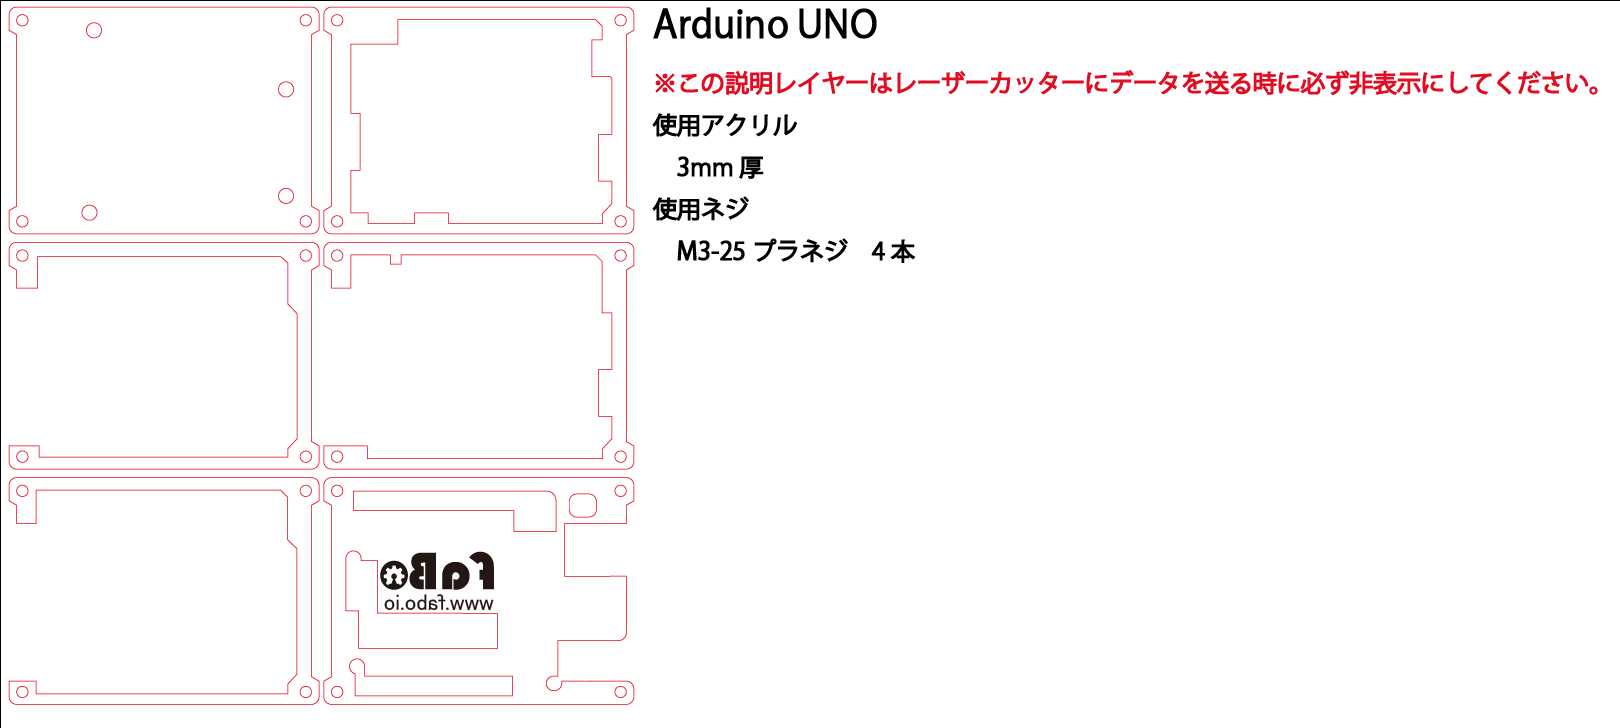 Arduino UNO
※この説明レイヤーはレーザーカッターにデータを送る時に必ず非表示にしてください。
使用アクリル
3mm 厚
使用ネジ
M3-25 プラネジ　4 本
FaBo
www.fabo.io